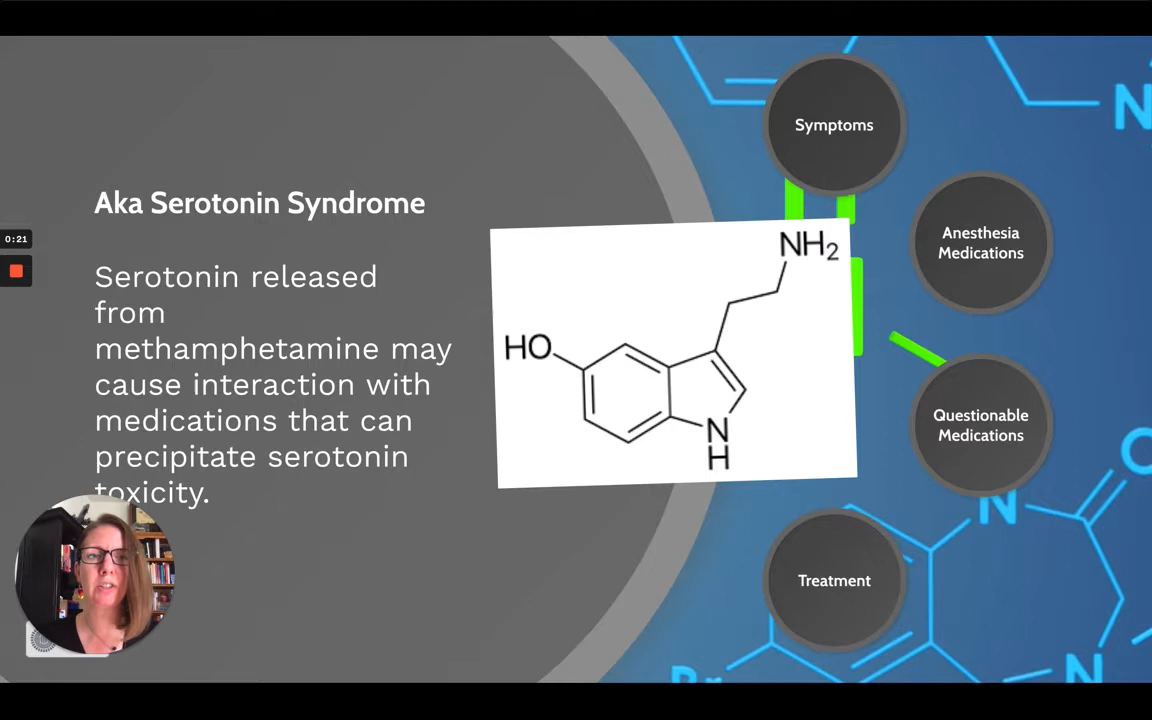 Aka Serotonin Syndrome
Serotonin released
from
methamphetamine may
cause interaction with
medications that can
precipitate serotonin
toxicity.
0:21
HO
NH2
N
H
Symptoms
Anesthesia
Medications
Questionable
Medications
Treatment
N
O
N
N
Br